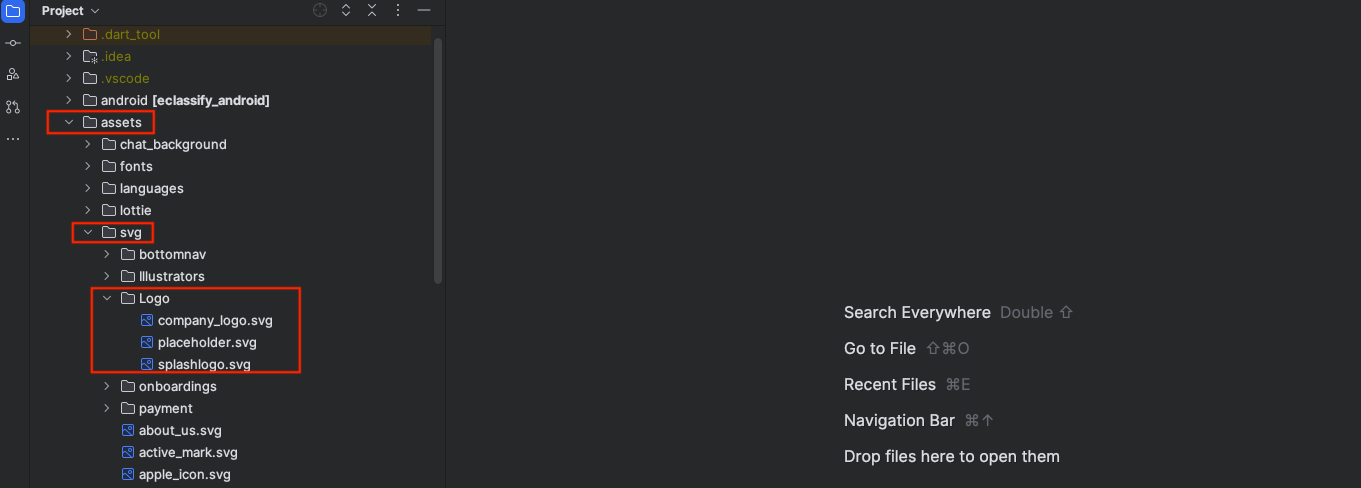 Project
.dart_tool
.idea
.vscode
android [eclassify_android]
assets
chat_background
fonts
languages
lottie
svg
bottomnav
Illustrators
Logo
company_logo.svg
placeholder.svg
splashlogo.svg
onboardings
payment
about_us.svg
active_mark.svg
apple_icon.svg
Search Everywhere Double ⇧
Go to File ⇧⌘O
Recent Files ⌘E
Navigation Bar ⌘↑
Drop files here to open them